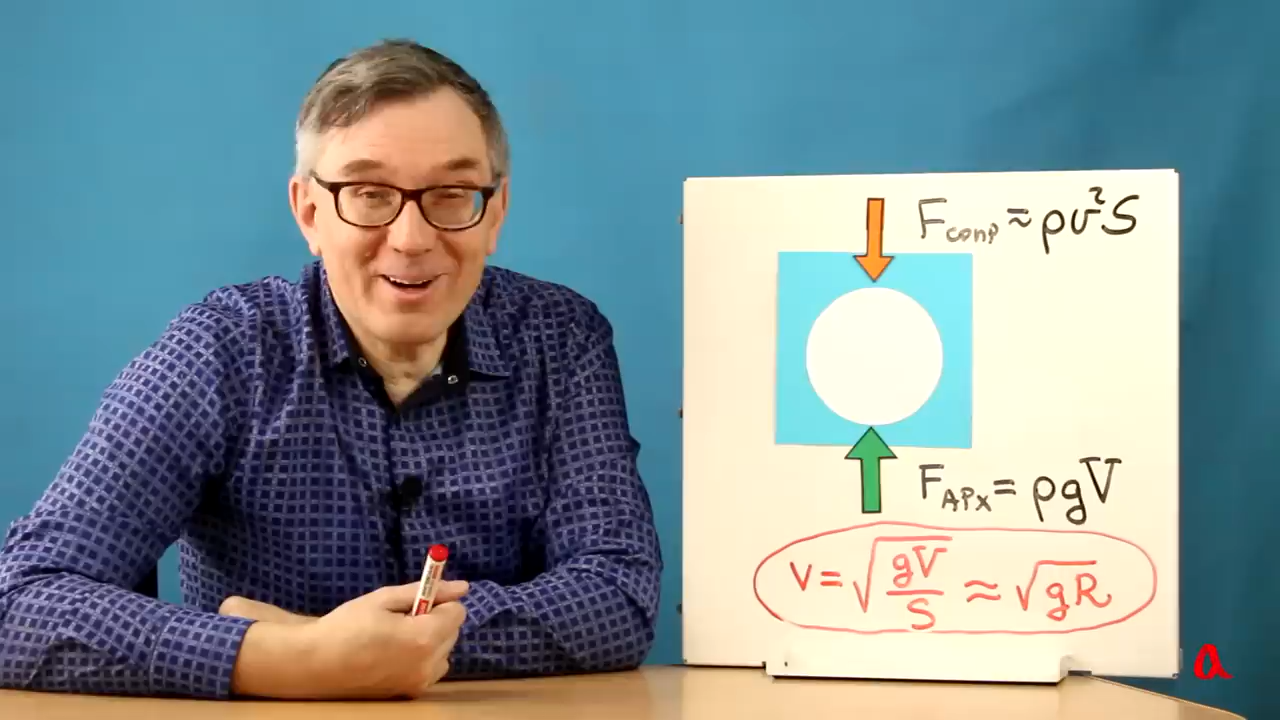 Fсопр ≈ ρv²S
FАРХ = ρgV
v = √(gV/S) ≈ √gR
a